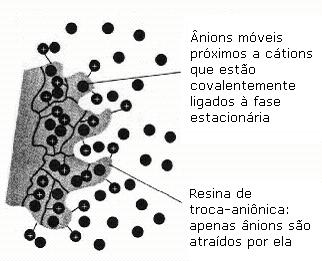 Ânions móveis
próximos a cátions
que estão
covalentemente
ligados à fase
estacionária
Resina de
troca-aniônica:
apenas ânions são
atraídos por ela